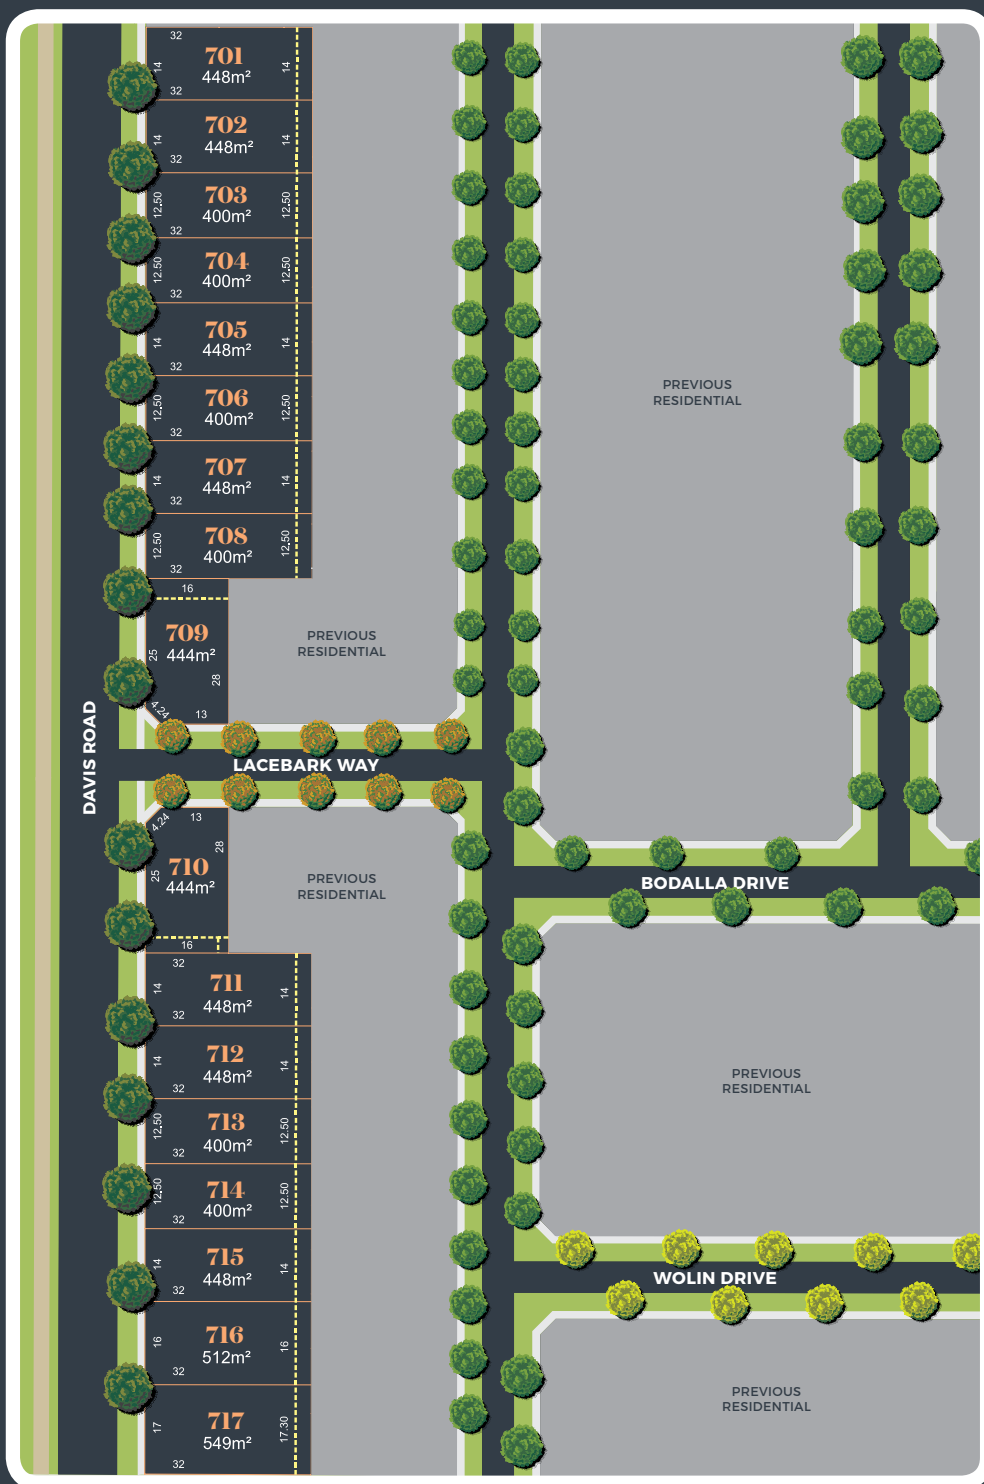 32
701
448m²
14
14
32
702
448m²
14
14
32
703
400m²
12.50
12.50
32
704
400m²
12.50
12.50
32
705
448m²
14
14
32
706
400m²
12.50
12.50
32
707
448m²
14
14
32
708
400m²
12.50
12.50
32
16
709
444m²
25
28
4.24
13
PREVIOUS
RESIDENTIAL
PREVIOUS
RESIDENTIAL
DAVIS ROAD
LACEBARK WAY
4.24
13
28
710
444m²
25
16
PREVIOUS
RESIDENTIAL
BODALLA DRIVE
32
711
448m²
14
14
32
712
448m²
14
14
32
713
400m²
12.50
12.50
32
714
400m²
12.50
12.50
32
715
448m²
14
14
32
716
512m²
16
16
32
717
549m²
17
17.30
32
PREVIOUS
RESIDENTIAL
WOLIN DRIVE
PREVIOUS
RESIDENTIAL